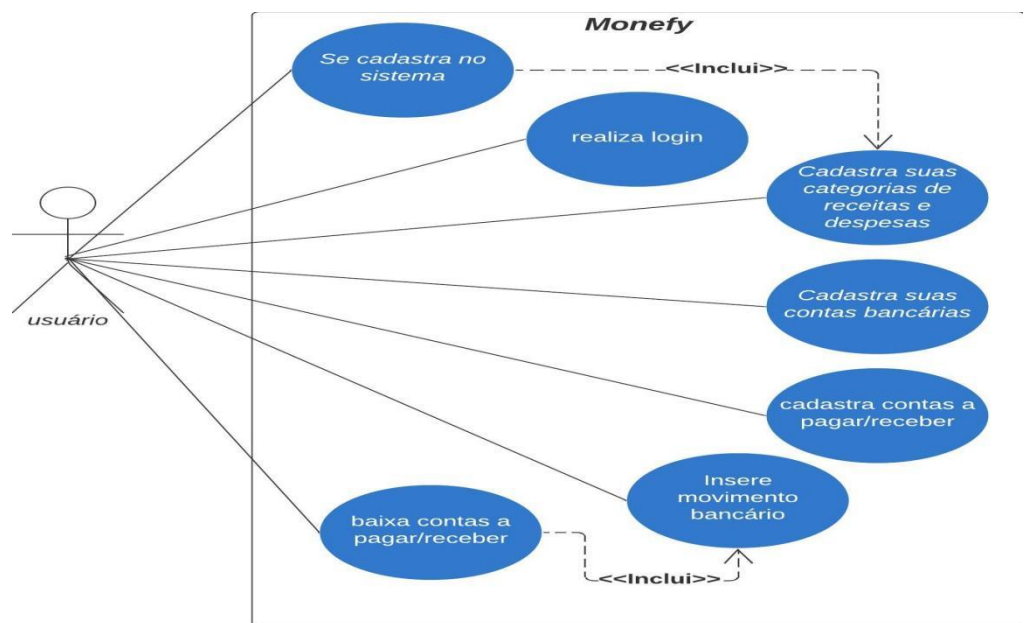 Monefy
Se cadastra no
sistema
<<Inclui>>
realiza login
Cadastra suas
categorias de
receitas e
despesas
usuário
Cadastra suas
contas bancárias
cadastra contas a
pagar/receber
Insere
movimento
bancário
baixa contas a
pagar/receber
<<Inclui>>